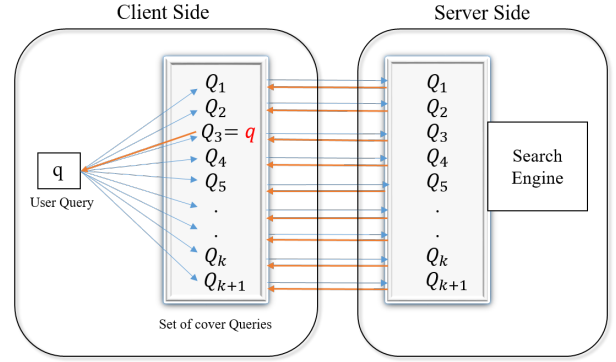 Client Side
Server Side
Q₁
Q₂
Q₃= q
Q₄
Q₅
.
.
Qₖ
Qₖ₊₁
q
User Query
Set of cover Queries
Q₁
Q₂
Q₃
Q₄
Q₅
.
.
Qₖ
Qₖ₊₁
Search
Engine